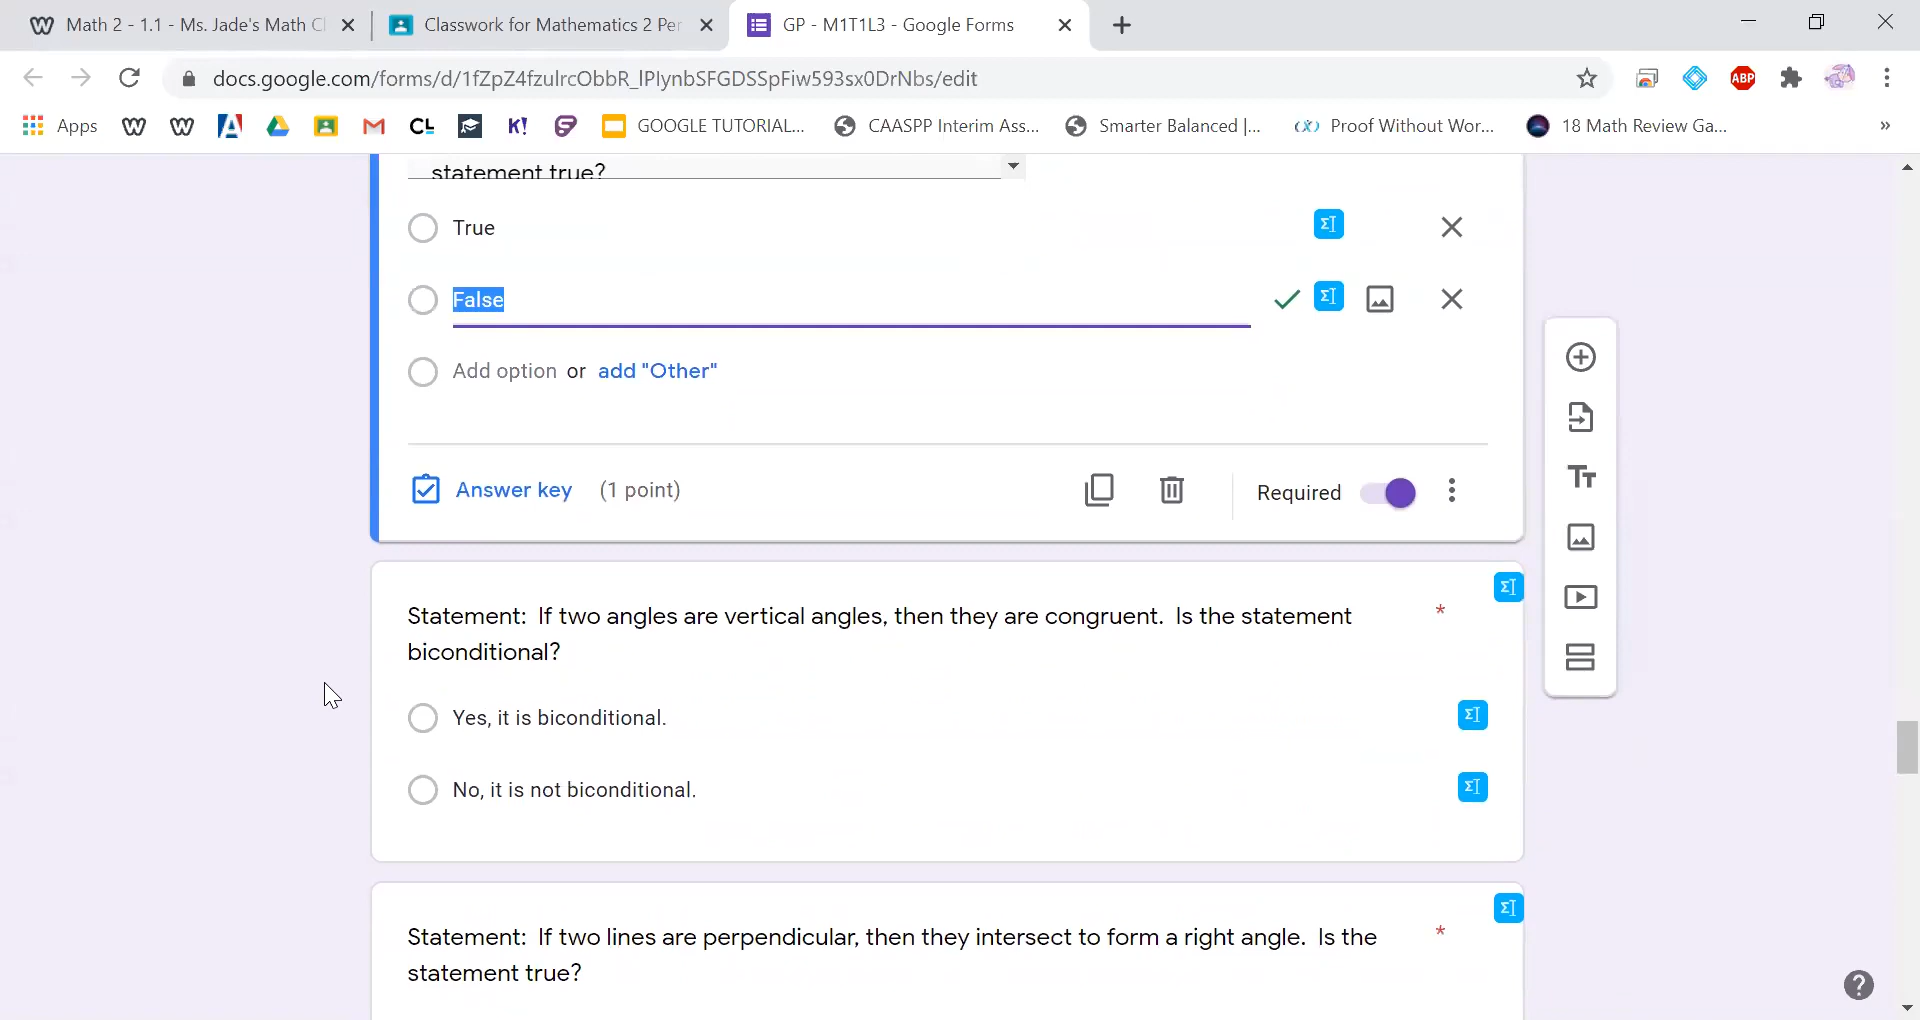 Math 2 - 1.1 - Ms. Jade's Math Cl
Classwork for Mathematics 2 Per
GP - M1T1L3 - Google Forms
docs.google.com/forms/d/1fZpZ4fzulrcObbR_lPIynbSFGDSSpFiw593sx0DrNbs/edit
ABP
Apps
CL
K!
GOOGLE TUTORIAL...
CAASPP Interim Ass...
Smarter Balanced |...
Proof Without Wor...
18 Math Review Ga...
statement true?
True
False
Add option or add "Other"
Answer key (1 point)
Required
Statement: If two angles are vertical angles, then they are congruent. Is the statement *
biconditional?
Yes, it is biconditional.
No, it is not biconditional.
Statement: If two lines are perpendicular, then they intersect to form a right angle. Is the *
statement true?